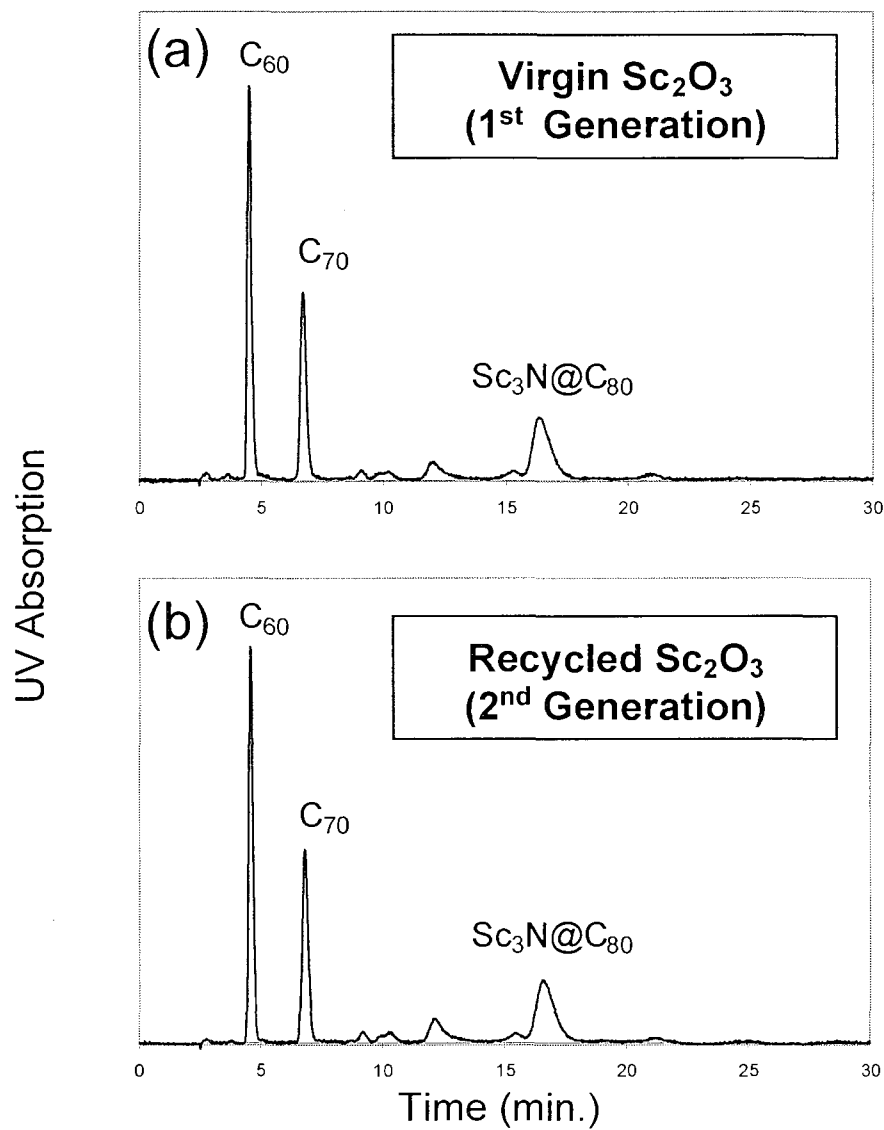 (a)
C60
Virgin Sc2O3
(1st Generation)
C70
Sc3N@C80
0 5 10 15 20 25 30
UV Absorption
(b)
C60
Recycled Sc2O3
(2nd Generation)
C70
Sc3N@C80
0 5 10 15 20 25 30
Time (min.)